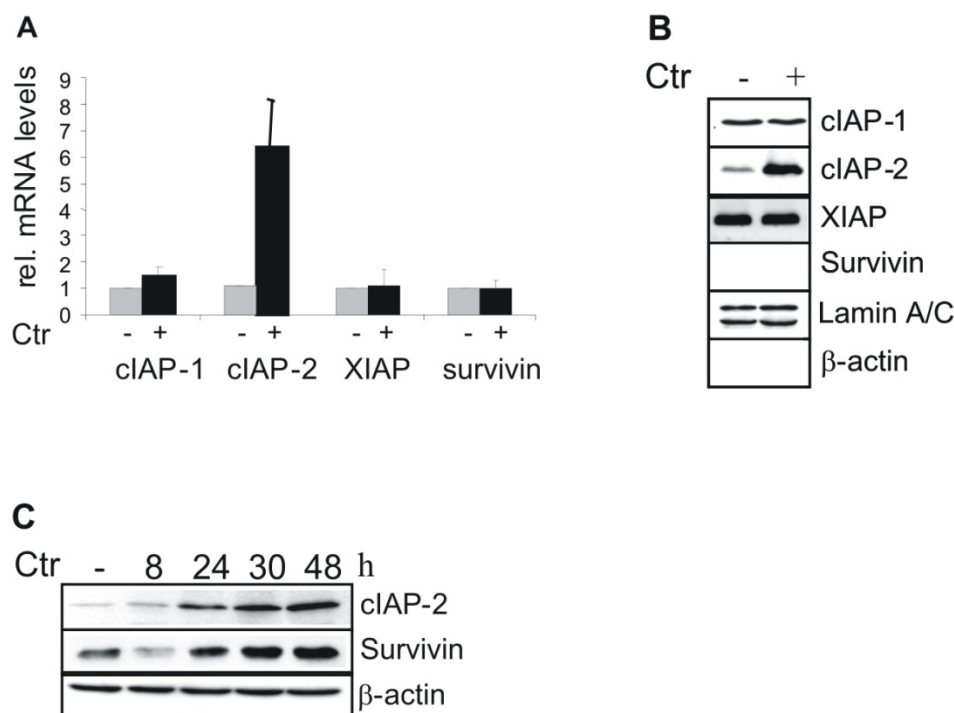 A
rel. mRNA levels
9
8
7
6
5
4
3
2
1
0
Ctr - + - + - + - +
cIAP-1 cIAP-2 XIAP survivin
B
Ctr - +
cIAP-1
cIAP-2
XIAP
Survivin
Lamin A/C
β-actin
C
Ctr - 8 24 30 48 h
cIAP-2
Survivin
β-actin